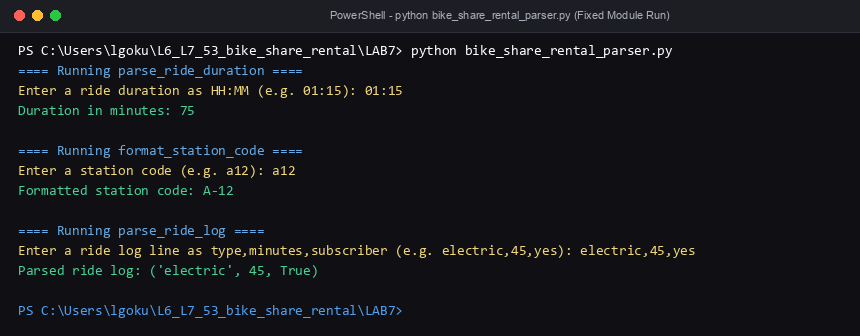 PowerShell - python bike_share_rental_parser.py (Fixed Module Run)
PS C:\Users\lgoku\L6_L7_53_bike_share_rental\LAB7> python bike_share_rental_parser.py
==== Running parse_ride_duration ====
Enter a ride duration as HH:MM (e.g. 01:15): 01:15
Duration in minutes: 75
==== Running format_station_code ====
Enter a station code (e.g. a12): a12
Formatted station code: A-12
==== Running parse_ride_log ====
Enter a ride log line as type,minutes,subscriber (e.g. electric,45,yes): electric,45,yes
Parsed ride log: ('electric', 45, True)
PS C:\Users\lgoku\L6_L7_53_bike_share_rental\LAB7>